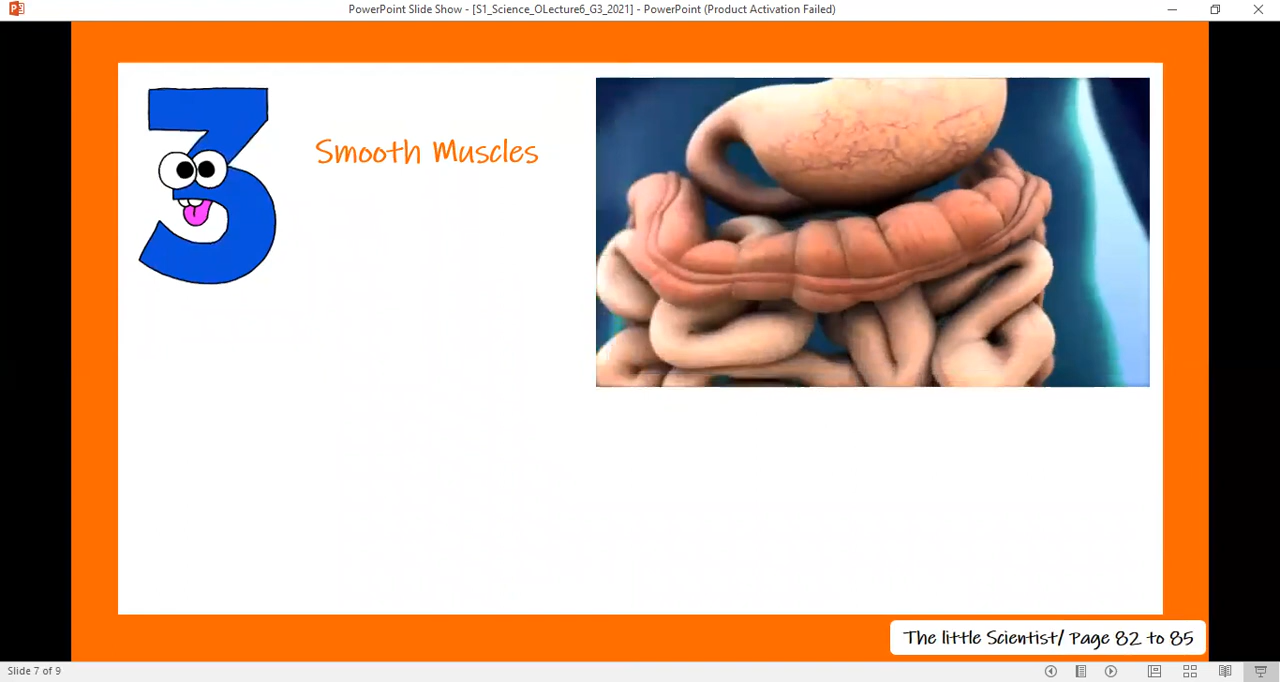 PowerPoint Slide Show - [S1_Science_OLecture6_G3_2021] - PowerPoint (Product Activation Failed)
3
Smooth Muscles
The little Scientist/ Page 82 to 85
Slide 7 of 9